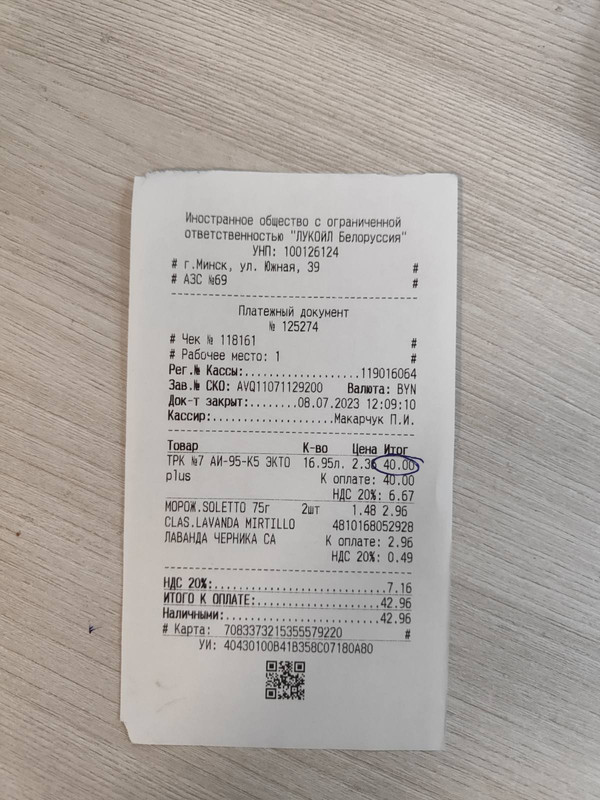 Иностранное общество с ограниченной
ответственностью "ЛУКОЙЛ Белоруссия"
УНП: 100126124
# г.Минск, ул. Южная, 39 #
# АЗС №69 #
Платежный документ
№ 125274
# Чек № 118161 #
# Рабочее место: 1 #
Рег.№ Кассы:...................119016064
Зав.№ СКО: AVQ11071129200 Валюта: BYN
Док-т закрыт:........08.07.2023 12:09:10
Кассир:....................Макарчук П.И.
Товар К-во Цена Итог
ТРК №7 АИ-95-К5 ЭКТО 16.95л. 2.36 40.00
plus К оплате: 40.00
НДС 20%: 6.67
МОРОЖ.SOLETTO 75г 2шт 1.48 2.96
CLAS.LAVANDA MIRTILLO 4810168052928
ЛАВАНДА ЧЕРНИКА СА К оплате: 2.96
НДС 20%: 0.49
НДС 20%:............................7.16
ИТОГО К ОПЛАТЕ:....................42.96
Наличными:.........................42.96
# Карта: 7083373215355579220 #
УИ: 40430100B41B358C07180A80